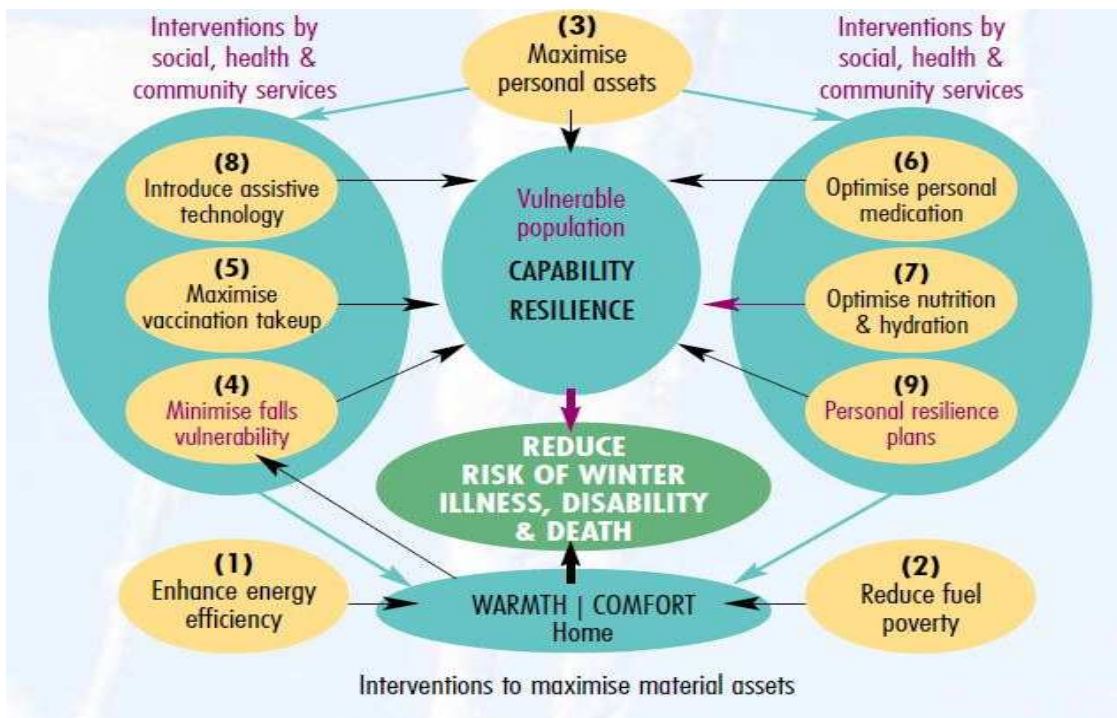 Interventions by
social, health &
community services
(3)
Maximise
personal assets
Interventions by
social, health &
community services
(8)
Introduce assistive
technology
(5)
Maximise
vaccination takeup
(4)
Minimise falls
vulnerability
Vulnerable
population
CAPABILITY
RESILIENCE
(6)
Optimise personal
medication
(7)
Optimise nutrition
& hydration
(9)
Personal resilience
plans
REDUCE
RISK OF WINTER
ILLNESS, DISABILITY
& DEATH
(1)
Enhance energy
efficiency
WARMTH | COMFORT
Home
(2)
Reduce fuel
poverty
Interventions to maximise material assets